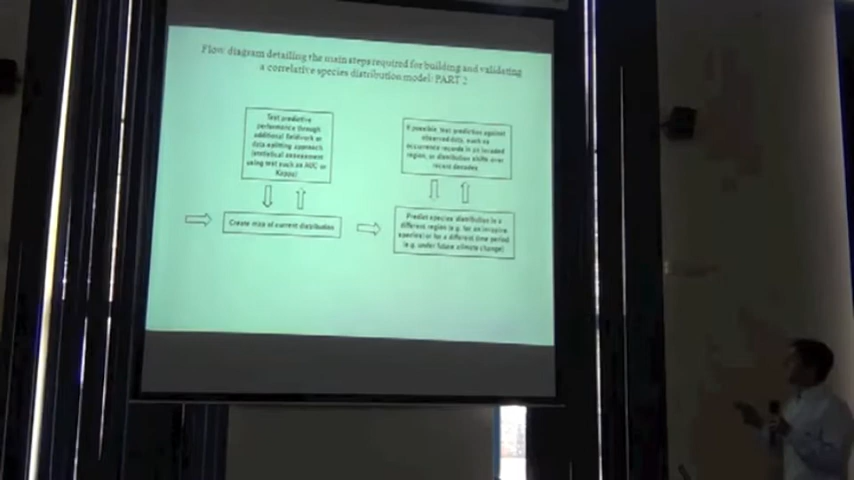 Flow diagram detailing the main steps required for building and validating
a correlative species distribution model: PART 2
Test predictive
performance through
additional fieldwork or
data splitting approach
(statistical assessment
using test such as AUC or
Kappa)
If possible, test prediction against
observed data, such as
occurrence records in an invaded
region, or distribution shifts over
recent decades
Create map of current distribution
Predict species distribution in a
different region (e.g. for an invasive
species) or for a different time period
(e.g. under future climate change)